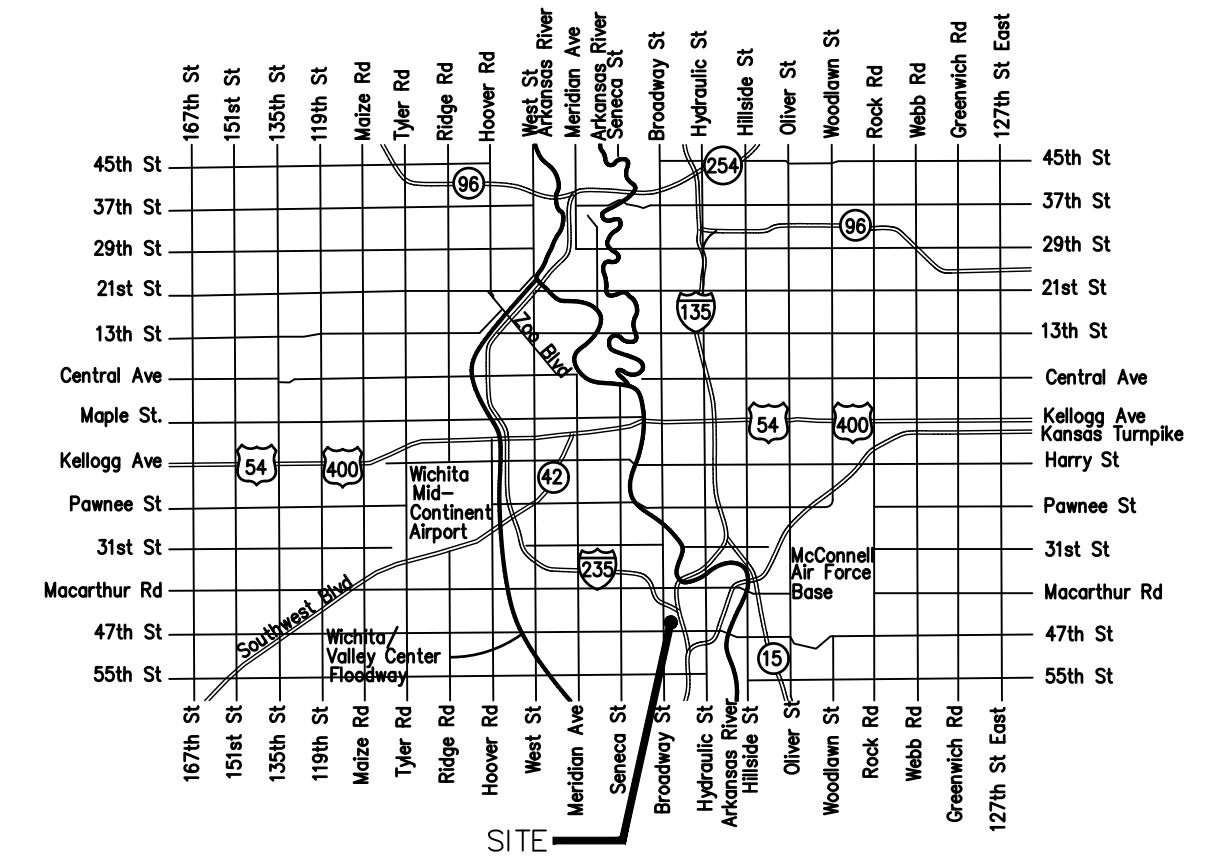 167th St
151st St
135th St
119th St
Maize Rd
Tyler Rd
Ridge Rd
Hoover Rd
West St
Arkansas River
Meridian Ave
Arkansas River
Seneca St
Broadway St
Hydraulic St
Hillside St
Oliver St
Woodlawn St
Rock Rd
Webb Rd
Greenwich Rd
127th St East
45th St
37th St
29th St
21st St
13th St
Central Ave
Maple St.
Kellogg Ave
Pawnee St
31st St
Macarthur Rd
47th St
55th St
96
254
96
135
Zoo Blvd
54
400
54
400
42
Wichita
Mid-
Continent
Airport
235
McConnell
Air Force
Base
Southwest Blvd
Wichita/
Valley Center
Floodway
15
45th St
37th St
29th St
21st St
13th St
Central Ave
Kellogg Ave
Kansas Turnpike
Harry St
Pawnee St
31st St
Macarthur Rd
47th St
55th St
167th St
151st St
135th St
119th St
Maize Rd
Tyler Rd
Ridge Rd
Hoover Rd
West St
Meridian Ave
Seneca St
Broadway St
Hydraulic St
Arkansas River
Hillside St
Oliver St
Woodlawn St
Rock Rd
Webb Rd
Greenwich Rd
127th St East
SITE